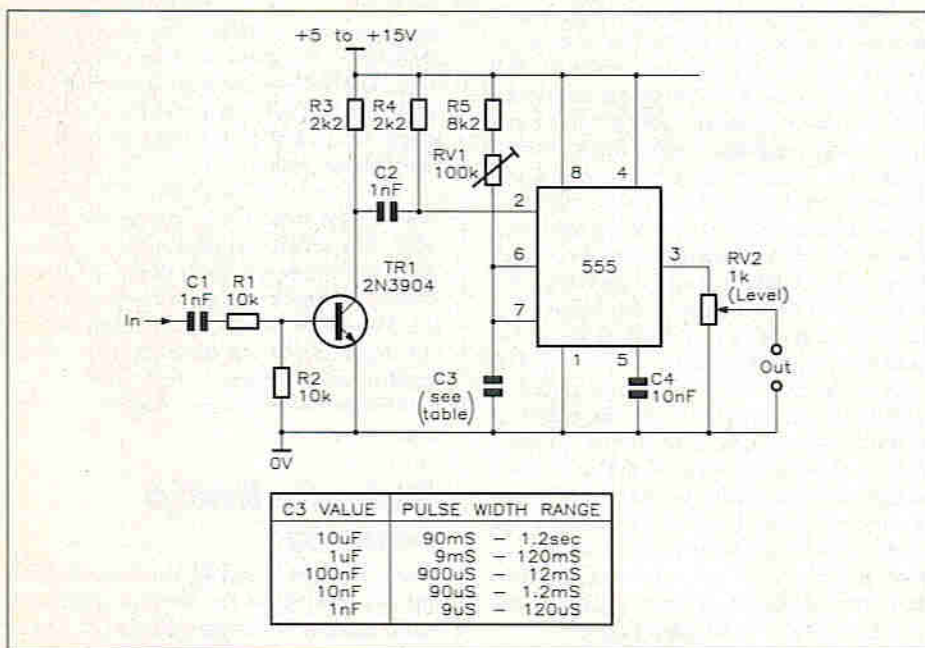 +5 to +15V
R3
2k2
R4
2k2
R5
8k2
RV1
100k
C2
1nF
8
4
2
6
7
555
3
1
5
RV2
1k
(Level)
TR1
2N3904
C1
1nF
R1
10k
In
R2
10k
C3
(see
table)
C4
10nF
Out
0V
C3 VALUE PULSE WIDTH RANGE
10uF 90mS – 1.2sec
1uF 9mS – 120mS
100nF 900uS – 12mS
10nF 90uS – 1.2mS
1nF 9uS – 120uS